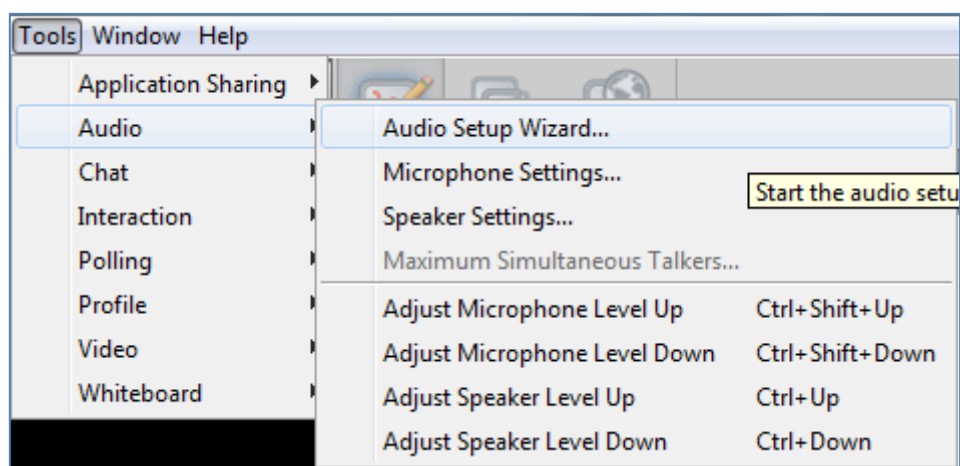 Tools Window Help
Application Sharing
Audio
Chat
Interaction
Polling
Profile
Video
Whiteboard
Audio Setup Wizard...
Microphone Settings...
Start the audio setu
Speaker Settings...
Maximum Simultaneous Talkers...
Adjust Microphone Level Up Ctrl+Shift+Up
Adjust Microphone Level Down Ctrl+Shift+Down
Adjust Speaker Level Up Ctrl+Up
Adjust Speaker Level Down Ctrl+Down